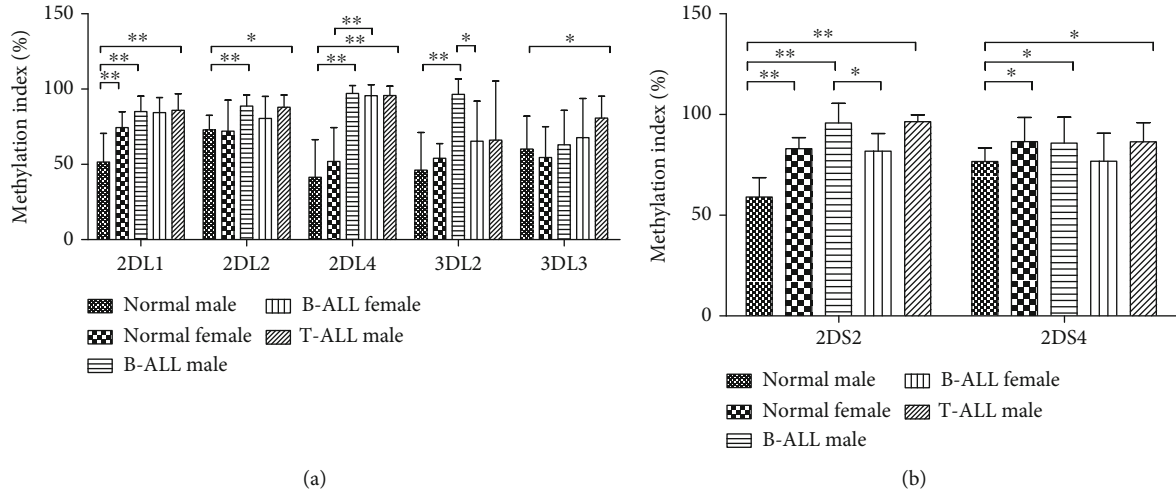 150
100
50
0
Methylation index (%)
** ** **
* **
** ** **
* ** **
*
2DL1 2DL2 2DL4 3DL2 3DL3
Normal male B-ALL female
Normal female T-ALL male
B-ALL male
(a)
150
100
50
0
Methylation index (%)
** ** ** *
* * *
2DS2 2DS4
Normal male B-ALL female
Normal female T-ALL male
B-ALL male
(b)